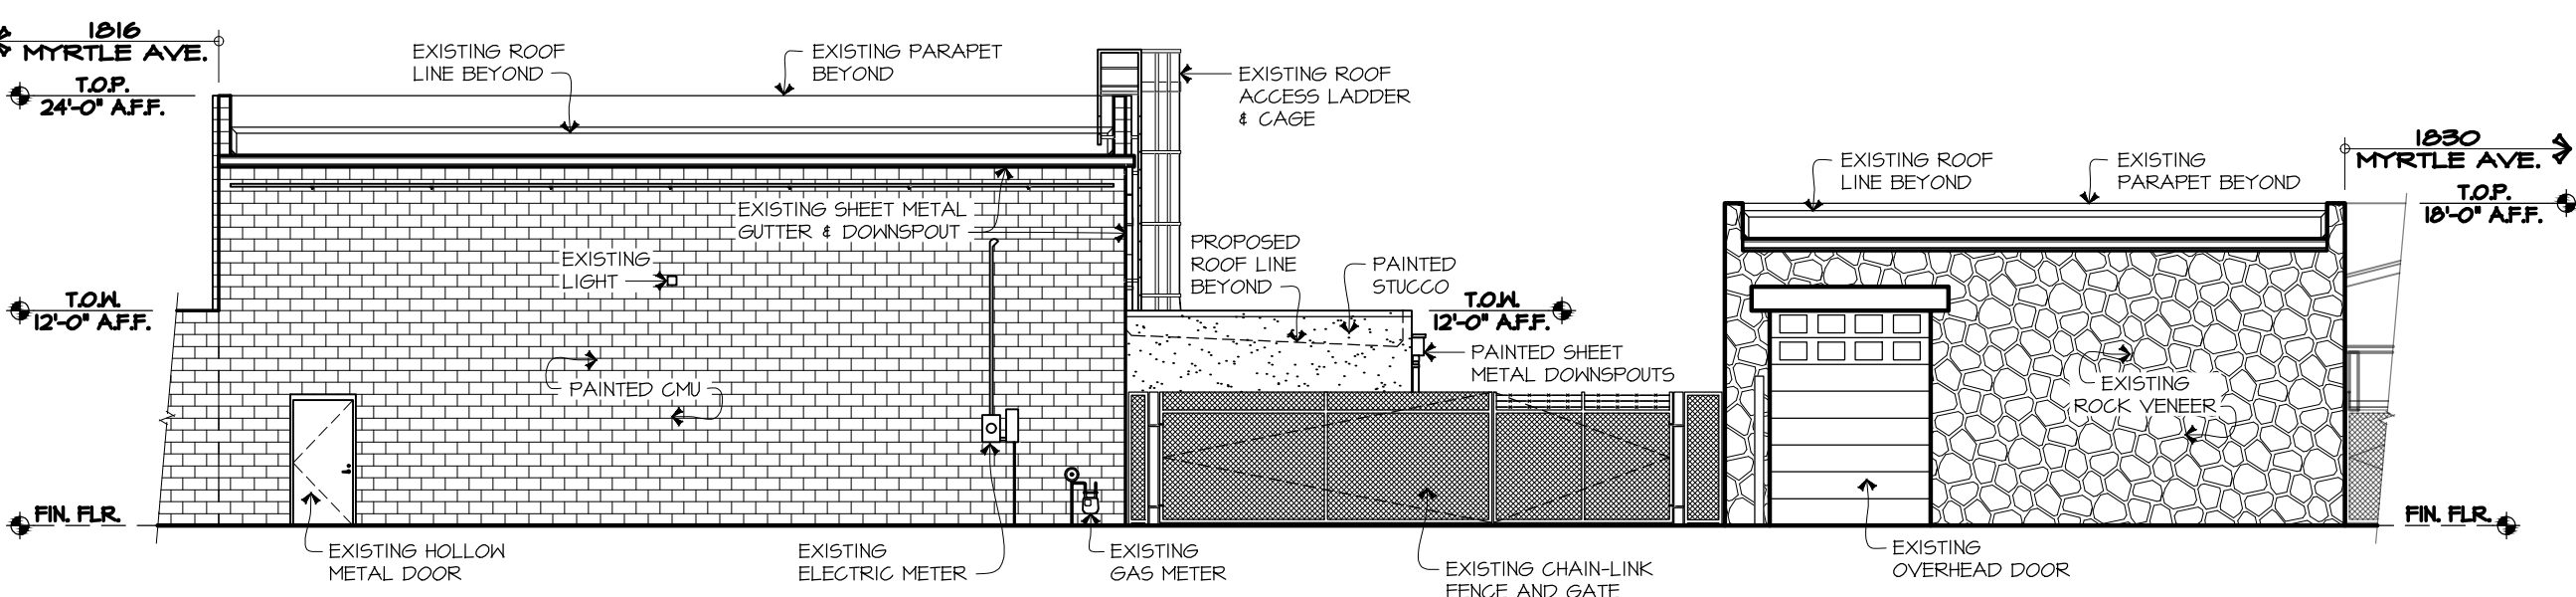 1816
MYRTLE AVE.
T.O.P.
24'-0" A.F.F.
EXISTING ROOF
LINE BEYOND
EXISTING PARAPET
BEYOND
EXISTING ROOF
ACCESS LADDER
& CAGE
1830
MYRTLE AVE.
T.O.P.
18'-0" A.F.F.
EXISTING ROOF
LINE BEYOND
EXISTING
PARAPET BEYOND
EXISTING SHEET METAL
GUTTER & DOWNSPOUT
EXISTING
LIGHT
PROPOSED
ROOF LINE
BEYOND
PAINTED
STUCCO
T.O.W.
12'-0" A.F.F.
T.O.W.
12'-0" A.F.F.
PAINTED SHEET
METAL DOWNSPOUTS
PAINTED CMU
EXISTING
ROCK VENEER
FIN. FLR.
FIN. FLR.
EXISTING HOLLOW
METAL DOOR
EXISTING
ELECTRIC METER
EXISTING
GAS METER
EXISTING CHAIN-LINK
FENCE AND GATE
EXISTING
OVERHEAD DOOR